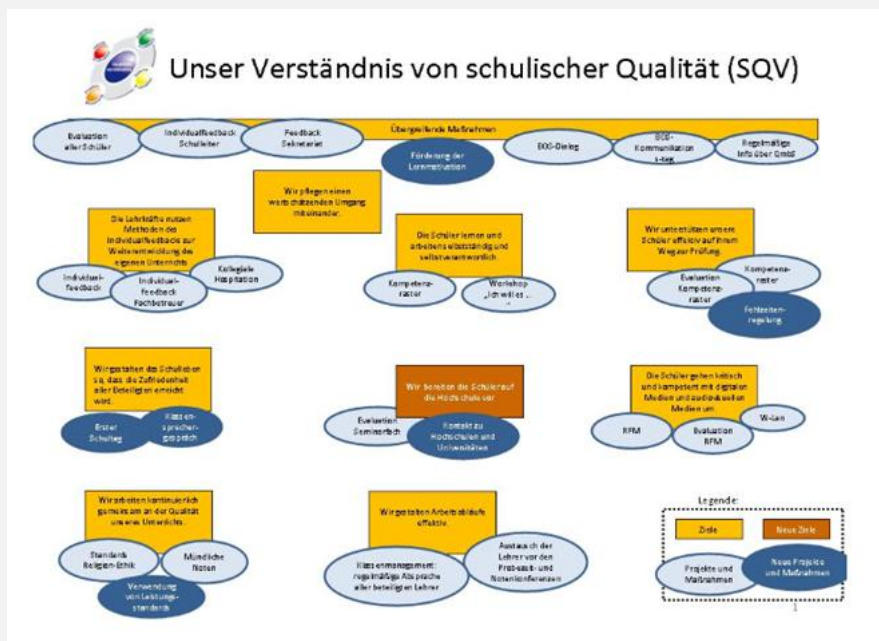 Unser Verständnis von schulischer Qualität (SQV)
Übergreifende Maßnahmen
Evaluation
aller Schüler
Individualfeedback
Schulleiter
Feedback
Sekretariat
Förderung der
Lernmotivation
BOS-Dialog
BOS-
Kommunikation
s-tag
Regelmäßige
Info über QmbS
Wir pflegen einen
wertschätzenden Umgang
miteinander.
Die Lehrkräfte nutzen
Methoden des
Individualfeedbacks zur
Weiterentwicklung des
eigenen Unterrichts
Individual-
feedback
Individual-
feedback
Fachbetreuer
Kollegiale
Hospitation
Die Schüler lernen und
arbeiten selbstständig und
selbstverantwortlich.
Kompetenz-
raster
Workshop
„Ich will es ...
“
Wir unterstützen unsere
Schüler effektiv auf ihrem
Weg zur Prüfung.
Kompetenz-
raster
Evaluation
Kompetenz-
raster
Fehlzeiten-
regelung
Wir gestalten das Schulleben
so, dass die Zufriedenheit
aller Beteiligten erreicht
wird.
Erster
Schultag
Klassen-
sprecher-
gespräch
Wir bereiten die Schüler auf
die Hochschule vor
Evaluation
Seminarfach
Kontakt zu
Hochschulen und
Universitäten
Die Schüler gehen kritisch
und kompetent mit digitalen
Medien und audiovisuellen
Medien um.
RFM
Evaluation
RFM
W-Lan
Wir arbeiten kontinuierlich
gemeinsam an der Qualität
unseres Unterrichts.
Standards
Religion-Ethik
Mündliche
Noten
Verwendung
von Leistungs-
standards
Wir gestalten Arbeitsabläufe
effektiv.
Klassenmanagement:
regelmäßige Absprache
aller beteiligten Lehrer
Austausch der
Lehrer vor den
Probezeit- und
Notenkonferenzen
Legende:
Ziele
Neue Ziele
Projekte und
Maßnahmen
Neue Projekte
und Maßnahmen
1